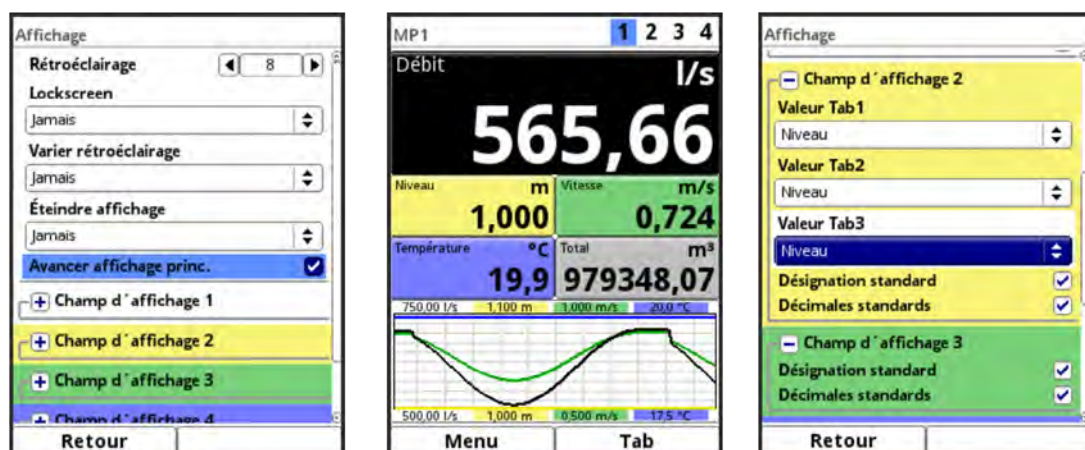 Affichage
Rétroéclairage 8
Lockscreen
Jamais
Varier rétroéclairage
Jamais
Éteindre affichage
Jamais
Avancer affichage princ.
Champ d´affichage 1
Champ d´affichage 2
Champ d´affichage 3
Champ d´affichage 4
Retour
MP1 1 2 3 4
Débit l/s
565,66
Niveau m Vitesse m/s
1,000 0,724
Température °C Total m³
19,9 979348,07
750,00 l/s 1,100 m 1,000 m/s 20,0 °C
500,00 l/s 1,000 m 0,500 m/s 17,5 °C
Menu Tab
Affichage
Champ d´affichage 2
Valeur Tab1
Niveau
Valeur Tab2
Niveau
Valeur Tab3
Niveau
Désignation standard
Décimales standards
Champ d´affichage 3
Désignation standard
Décimales standards
Retour